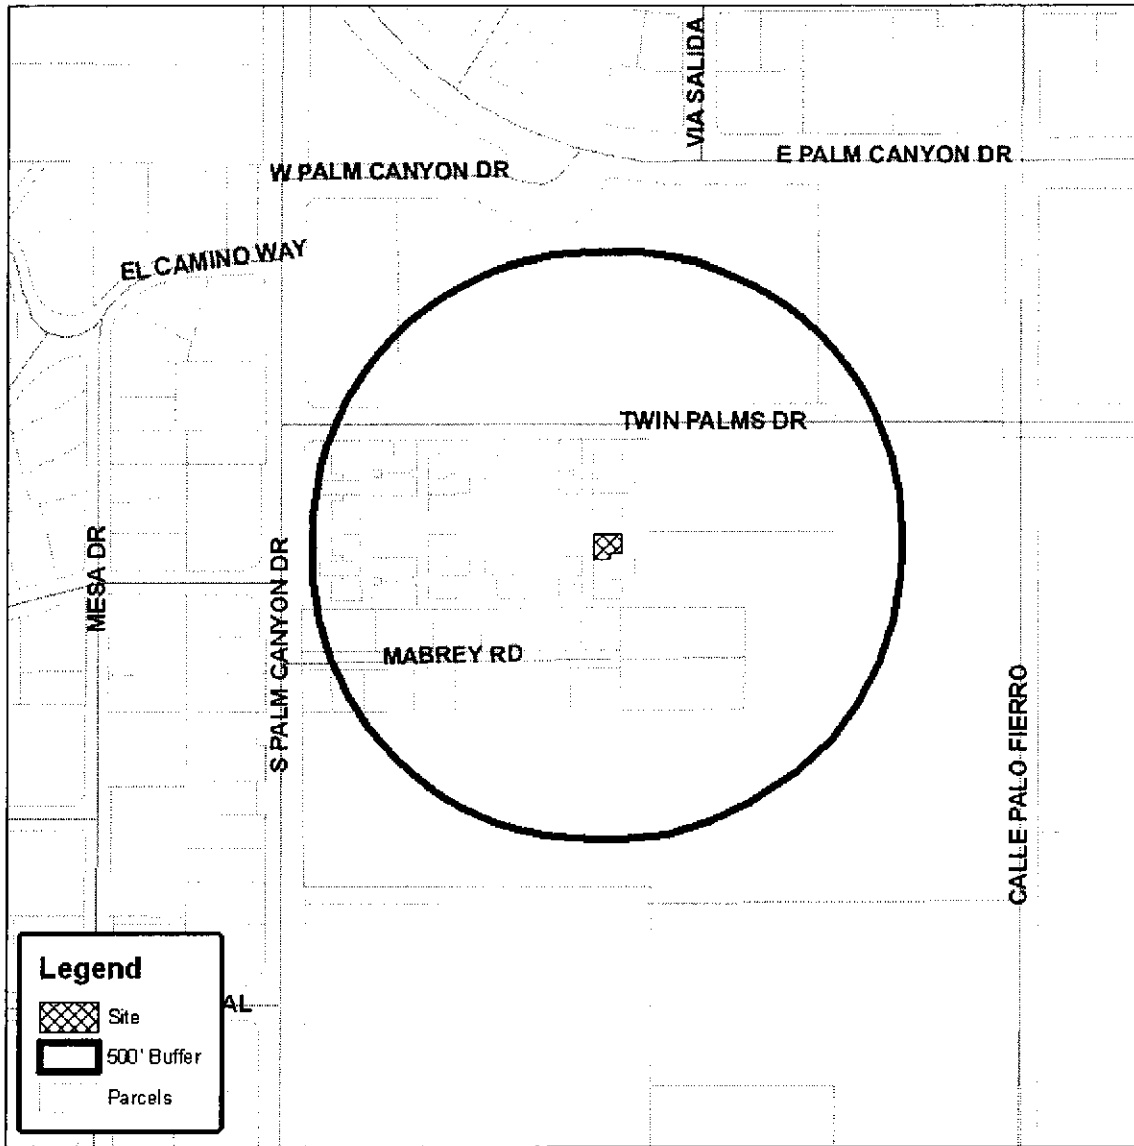 VIA SALIDA
W PALM CANYON DR
E PALM CANYON DR
EL CAMINO WAY
TWIN PALMS DR
MESA DR
S PALM CANYON DR
MABREY RD
CALLE PALO FIERRO
AL
Legend
Site
500' Buffer
Parcels